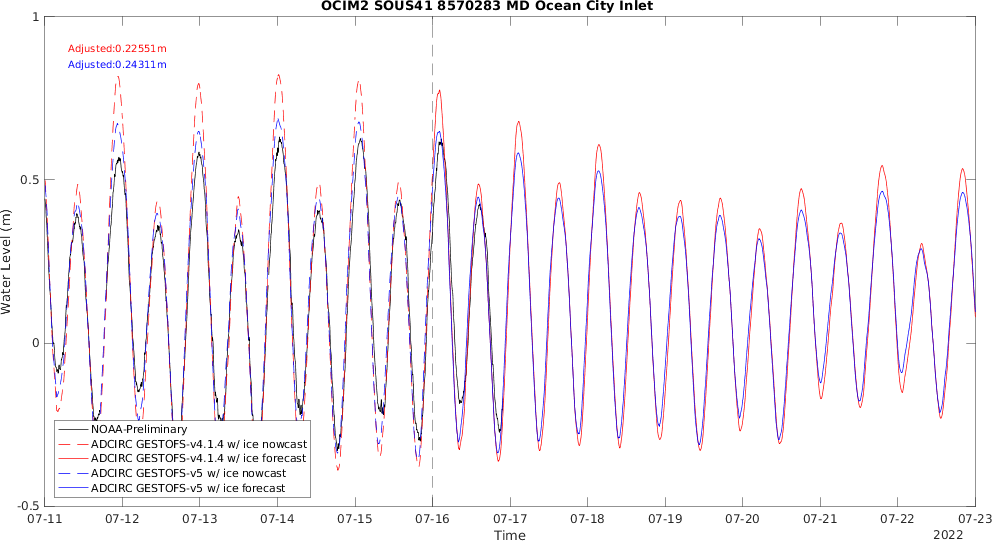 OCIM2 SOUS41 8570283 MD Ocean City Inlet
1
Adjusted:0.22551m
Adjusted:0.24311m
0.5
Water Level (m)
0
NOAA-Preliminary
ADCIRC GESTOFS-v4.1.4 w/ ice nowcast
ADCIRC GESTOFS-v4.1.4 w/ ice forecast
ADCIRC GESTOFS-v5 w/ ice nowcast
ADCIRC GESTOFS-v5 w/ ice forecast
-0.5
07-11 07-12 07-13 07-14 07-15 07-16 07-17 07-18 07-19 07-20 07-21 07-22 07-23
Time
2022